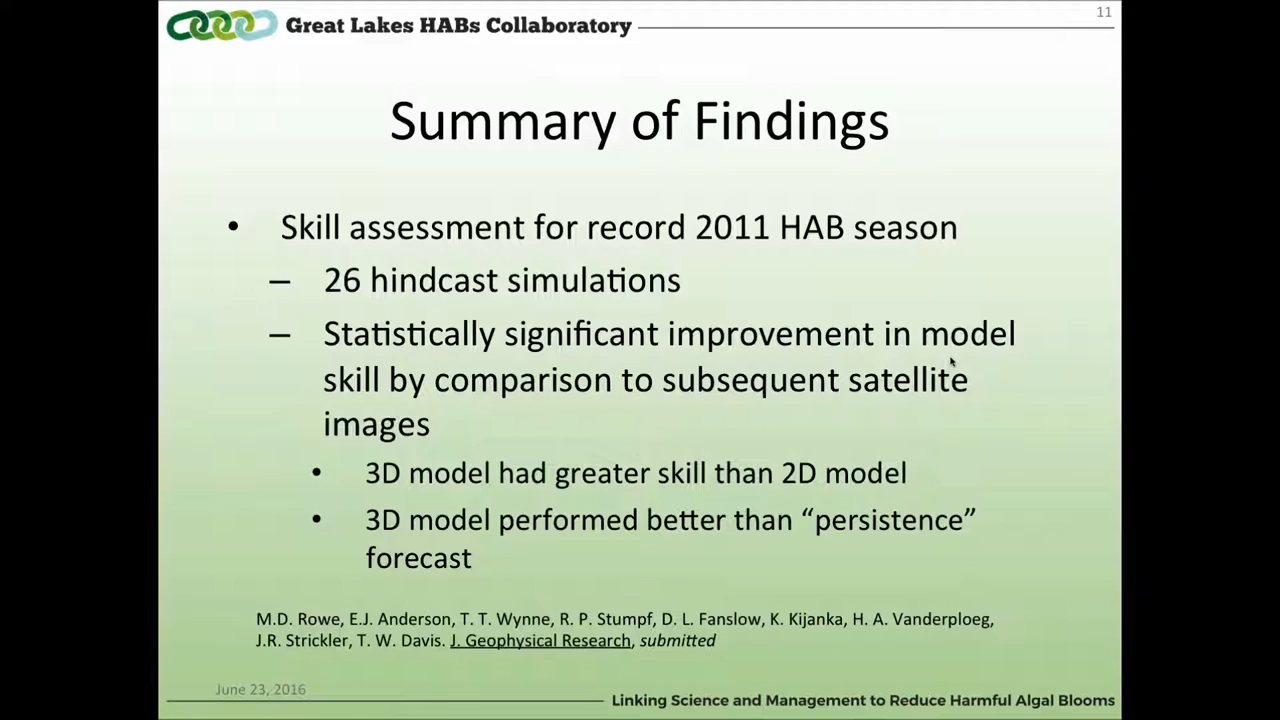 11
Great Lakes HABs Collaboratory
Summary of Findings
• Skill assessment for record 2011 HAB season
– 26 hindcast simulations
– Statistically significant improvement in model
skill by comparison to subsequent satellite
images
• 3D model had greater skill than 2D model
• 3D model performed better than “persistence”
forecast
M.D. Rowe, E.J. Anderson, T. T. Wynne, R. P. Stumpf, D. L. Fanslow, K. Kijanka, H. A. Vanderploeg,
J.R. Strickler, T. W. Davis. J. Geophysical Research, submitted
June 23, 2016
Linking Science and Management to Reduce Harmful Algal Blooms